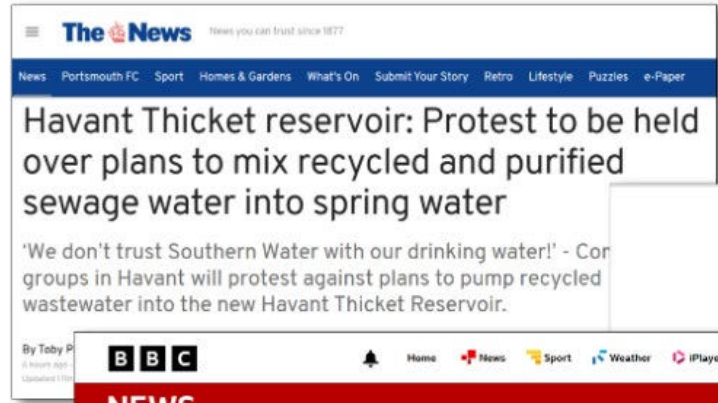 The News News you can trust since 1877
News Portsmouth FC Sport Homes & Gardens What's On Submit Your Story Retro Lifestyle Puzzles e-Paper
Havant Thicket reservoir: Protest to be held
over plans to mix recycled and purified
sewage water into spring water
'We don't trust Southern Water with our drinking water!' -
groups in Havant will protest against plans to pump recycled
wastewater into the new Havant Thicket Reservoir.
By Toby
BBC Home News Sport Weather
NEWS